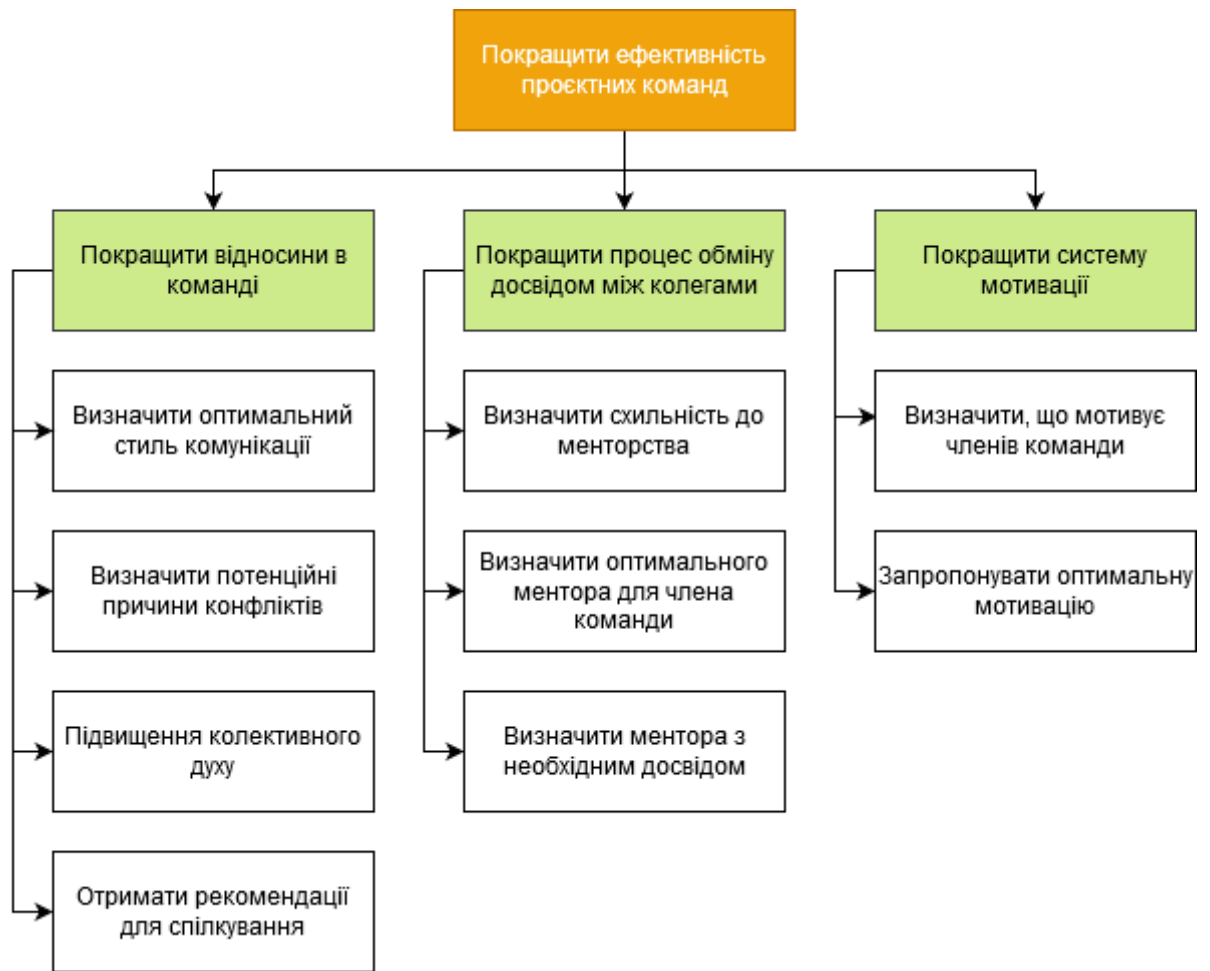 Покращити ефективність
проєктних команд
Покращити відносини в
команді
Визначити оптимальний
стиль комунікації
Визначити потенційні
причини конфліктів
Підвищення колективного
духу
Отримати рекомендації
для спілкування
Покращити процес обміну
досвідом між колегами
Визначити схильність до
менторства
Визначити оптимального
ментора для члена
команди
Визначити ментора з
необхідним досвідом
Покращити систему
мотивації
Визначити, що мотивує
членів команди
Запропонувати оптимальну
мотивацію